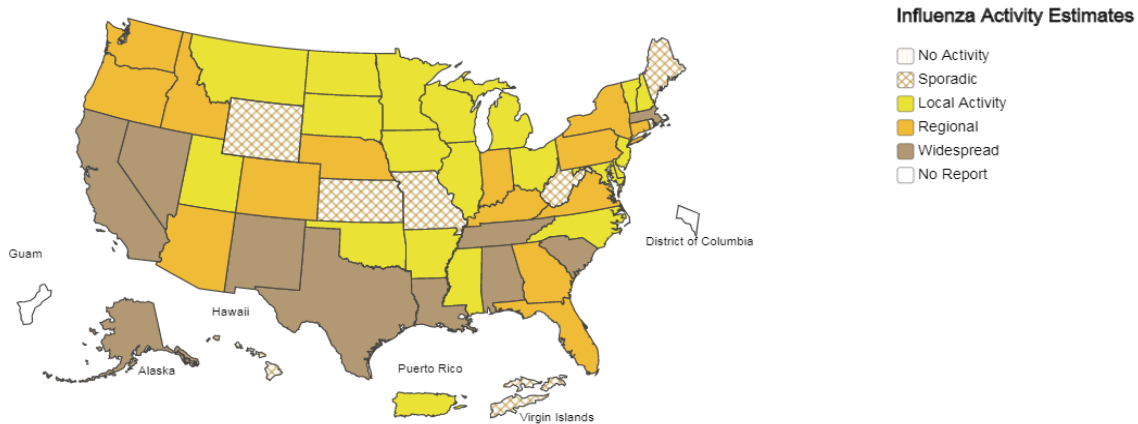 Influenza Activity Estimates
No Activity
Sporadic
Local Activity
Regional
Widespread
No Report
District of Columbia
Guam
Hawaii
Alaska
Puerto Rico
Virgin Islands